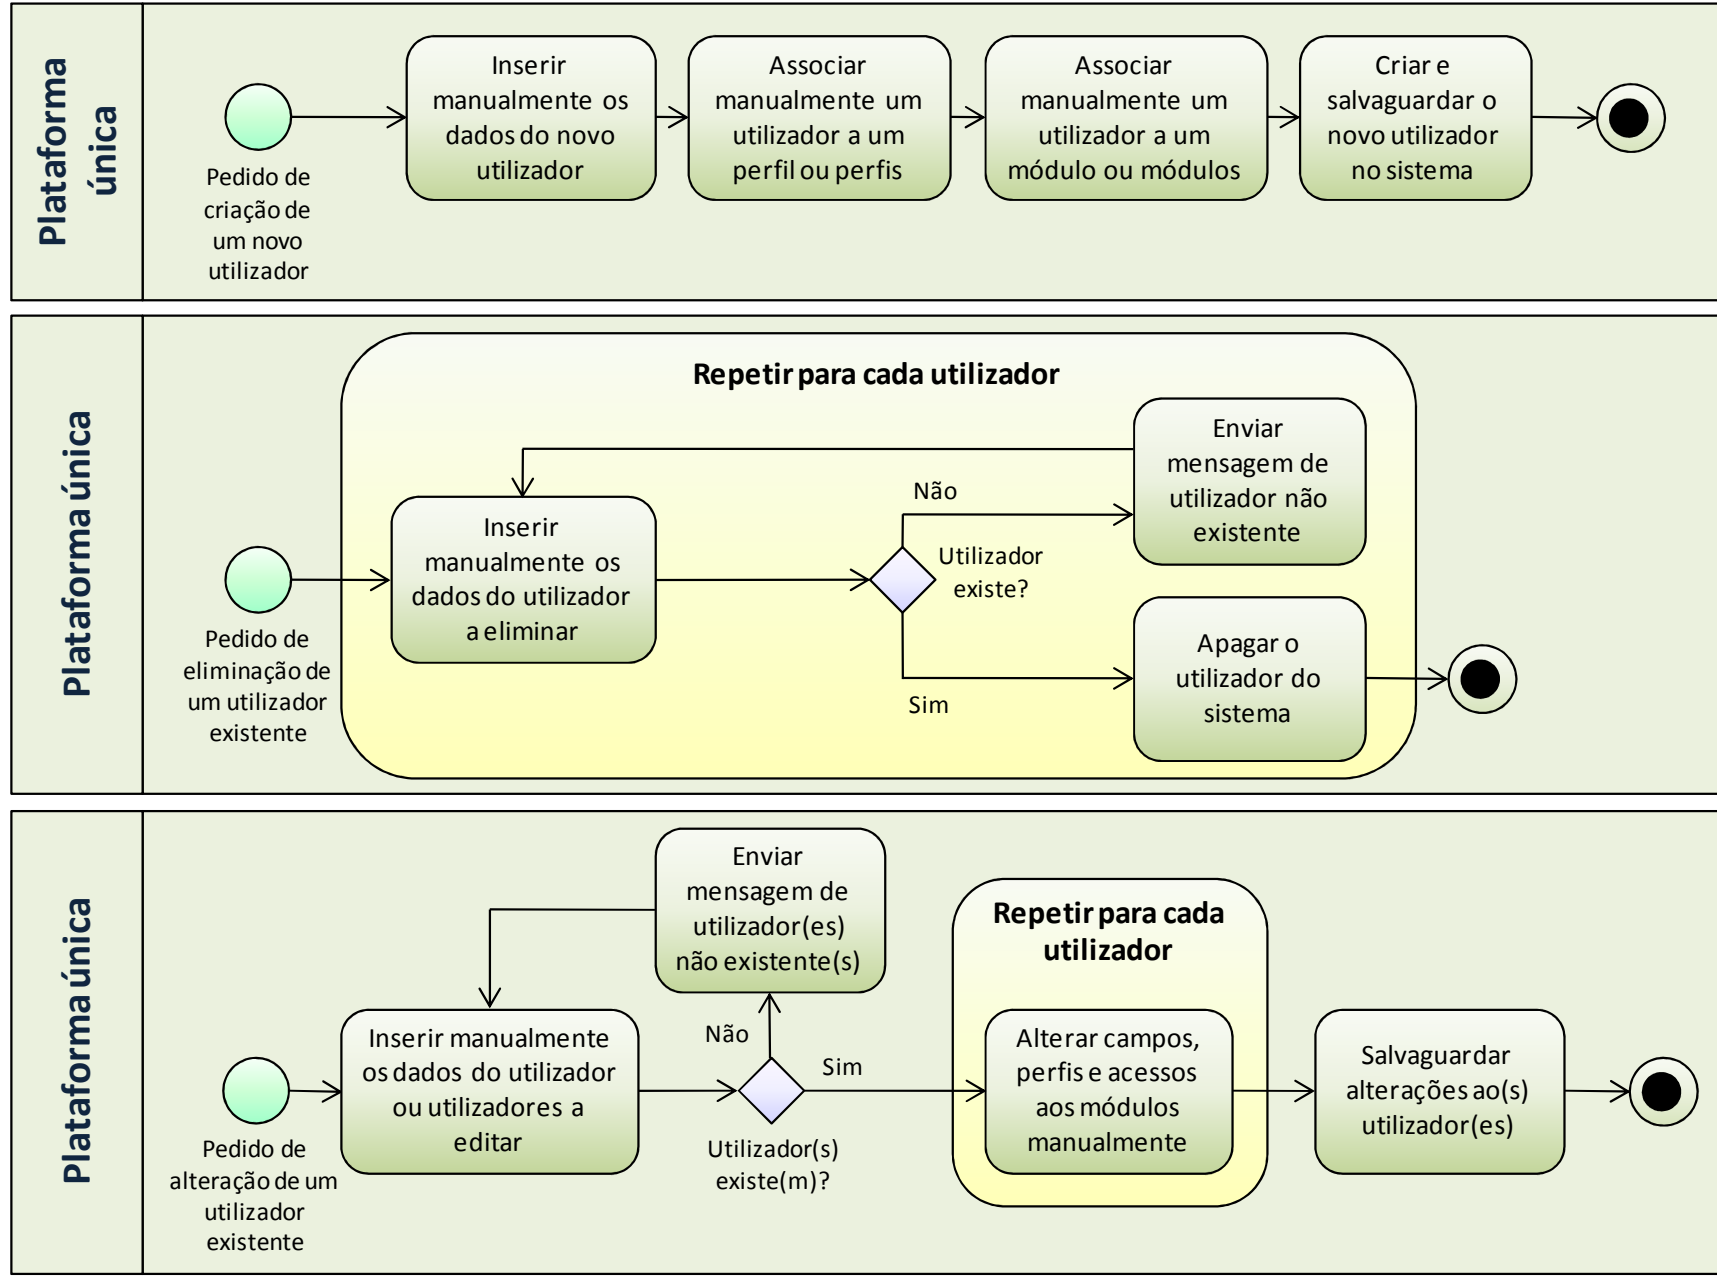 Plataforma
única
Pedido de
criação de
um novo
utilizador
Inserir
manualmente os
dados do novo
utilizador
Associar
manualmente um
utilizador a um
perfil ou perfis
Associar
manualmente um
utilizador a um
módulo ou módulos
Criar e
salvaguardar o
novo utilizador
no sistema
Plataforma única
Pedido de
eliminação de
um utilizador
existente
Repetir para cada utilizador
Inserir
manualmente os
dados do utilizador
a eliminar
Utilizador
existe?
Não
Enviar
mensagem de
utilizador não
existente
Sim
Apagar o
utilizador do
sistema
Plataforma única
Pedido de
alteração de um
utilizador
existente
Inserir manualmente
os dados do utilizador
ou utilizadores a
editar
Enviar
mensagem de
utilizador(es)
não existente(s)
Não
Utilizador(s)
existe(m)?
Sim
Repetir para cada
utilizador
Alterar campos,
perfis e acessos
aos módulos
manualmente
Salvaguardar
alterações ao(s)
utilizador(es)